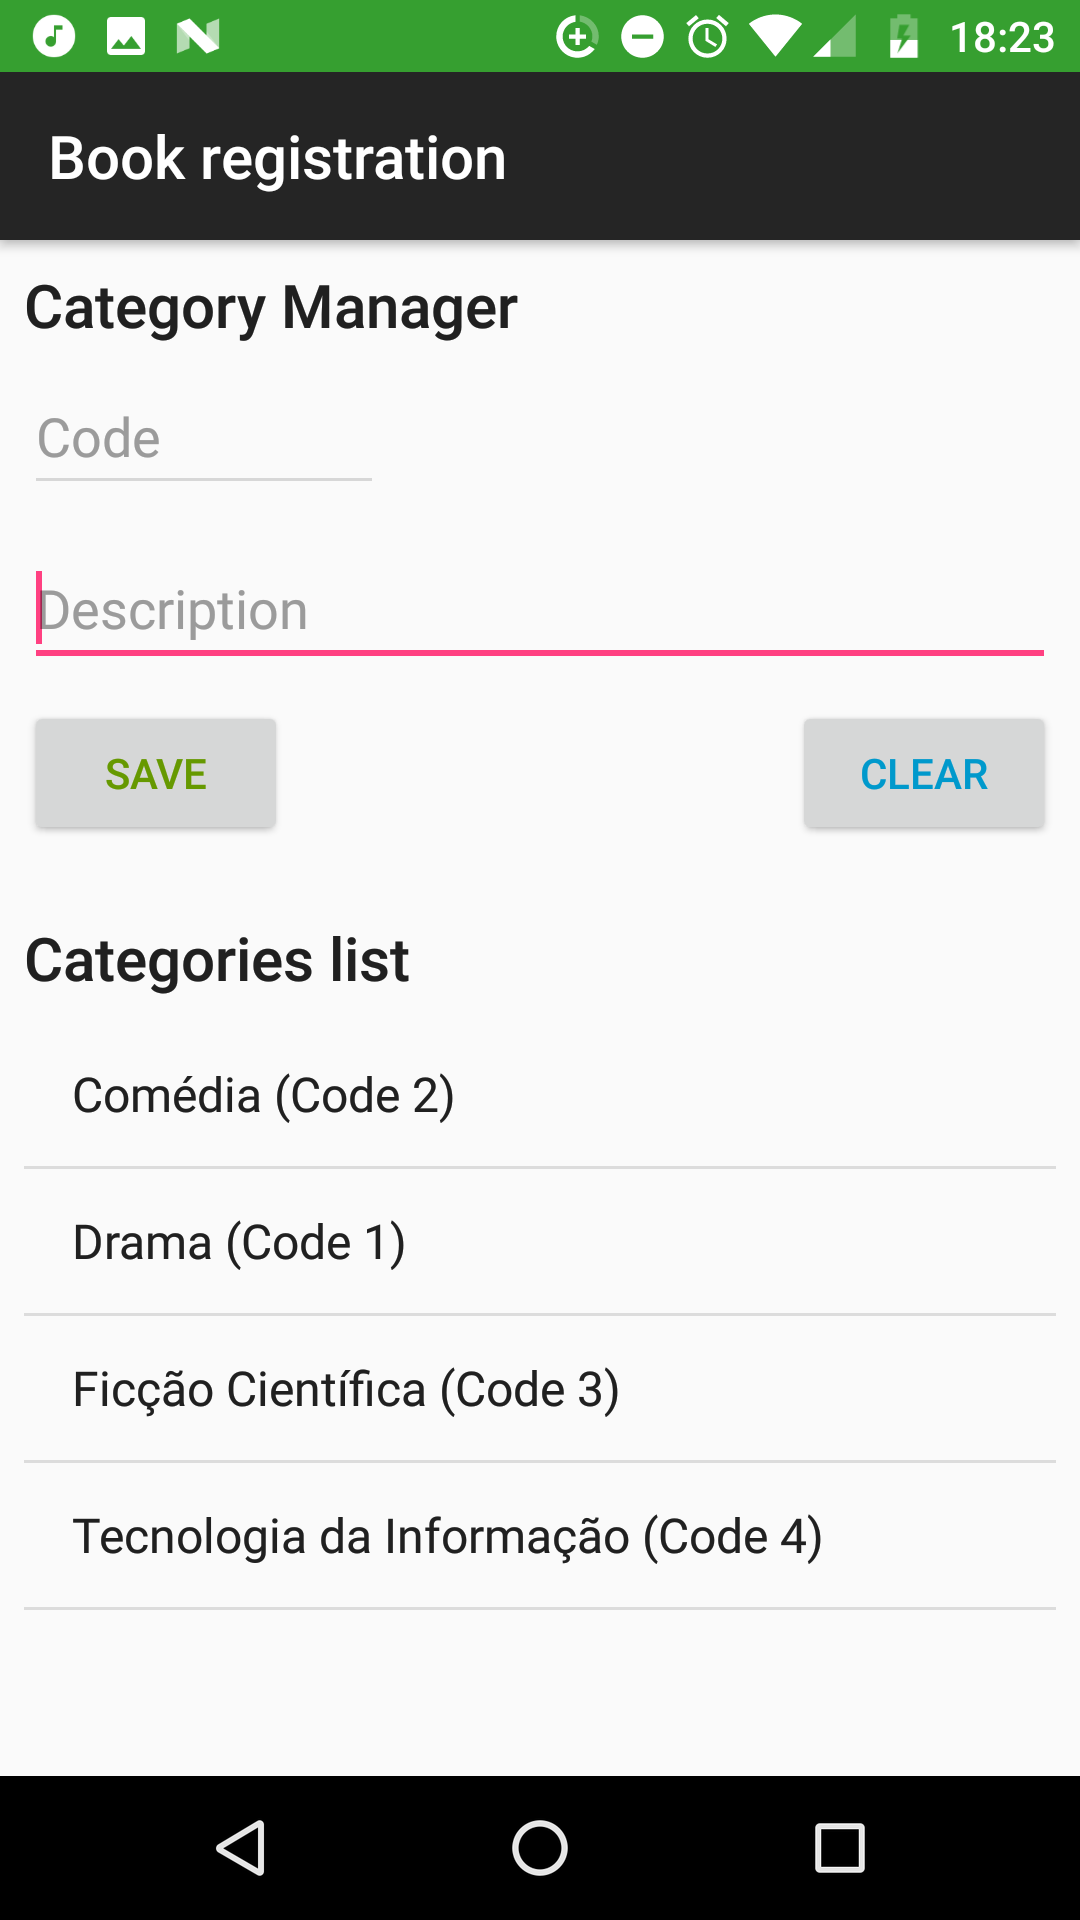 18:23
Book registration
Category Manager
Code
Description
SAVE CLEAR
Categories list
Comédia (Code 2)
Drama (Code 1)
Ficção Científica (Code 3)
Tecnologia da Informação (Code 4)